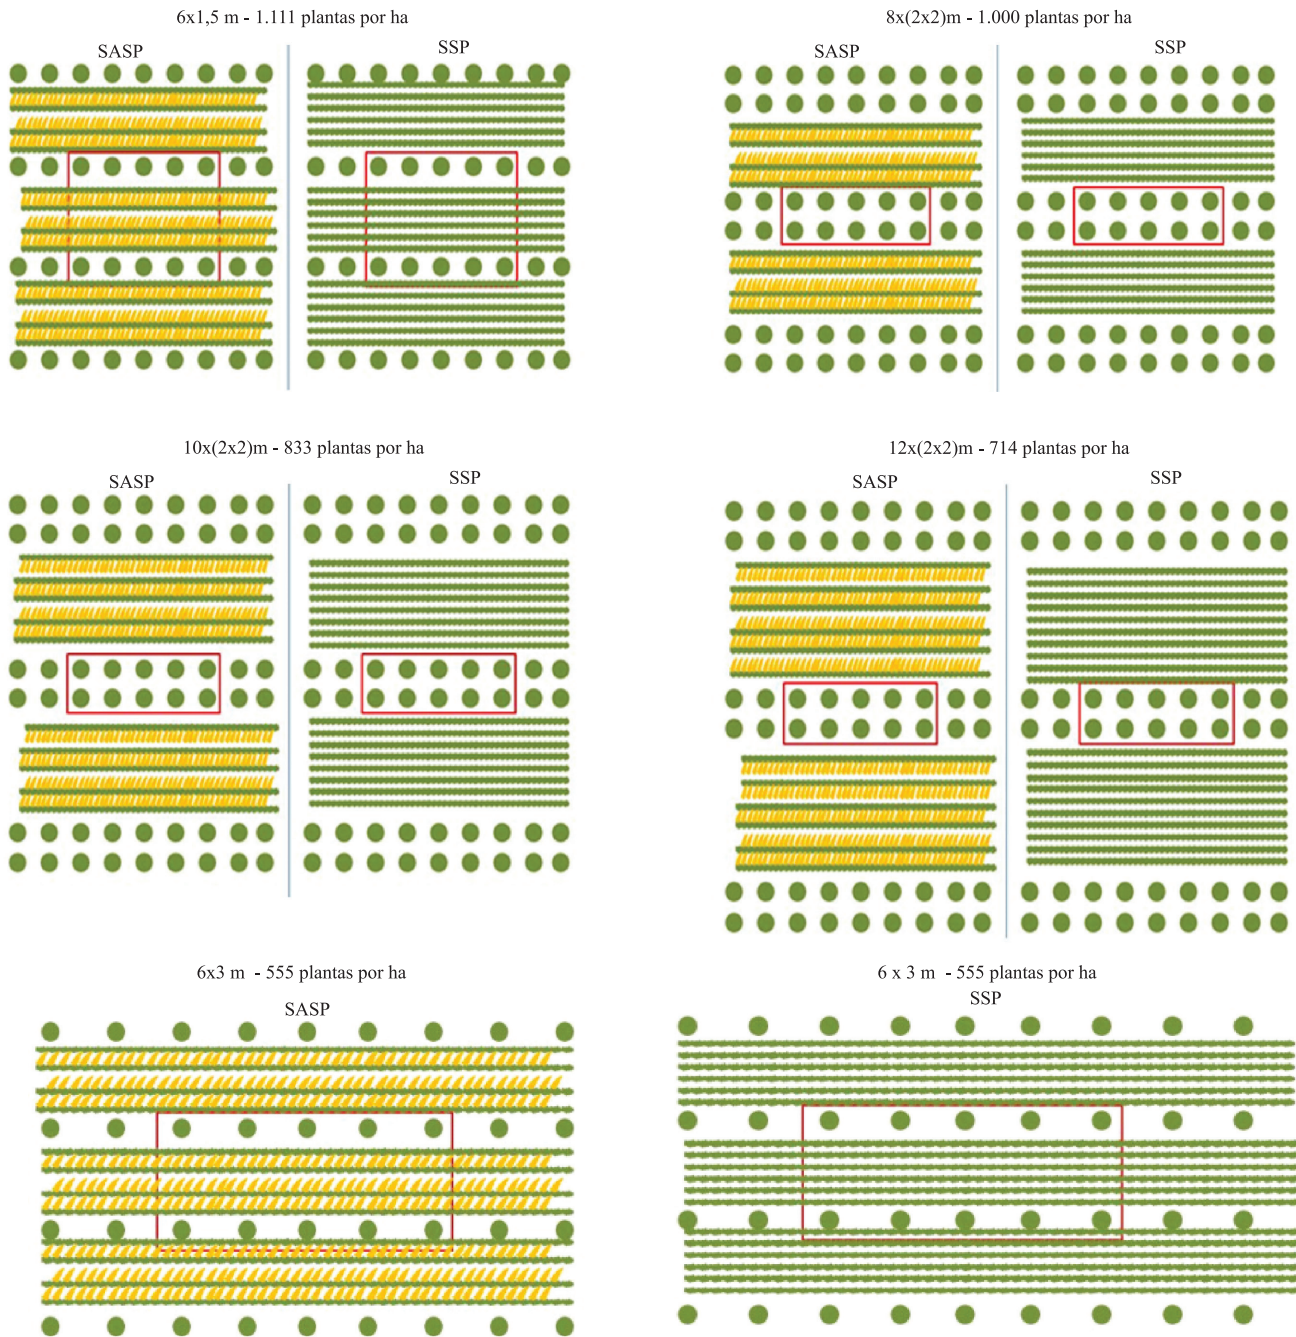 6x1,5 m - 1.111 plantas por ha
SASP
SSP
8x(2x2)m - 1.000 plantas por ha
SASP
SSP
10x(2x2)m - 833 plantas por ha
SASP
SSP
12x(2x2)m - 714 plantas por ha
SASP
SSP
6x3 m - 555 plantas por ha
SASP
6 x 3 m - 555 plantas por ha
SSP